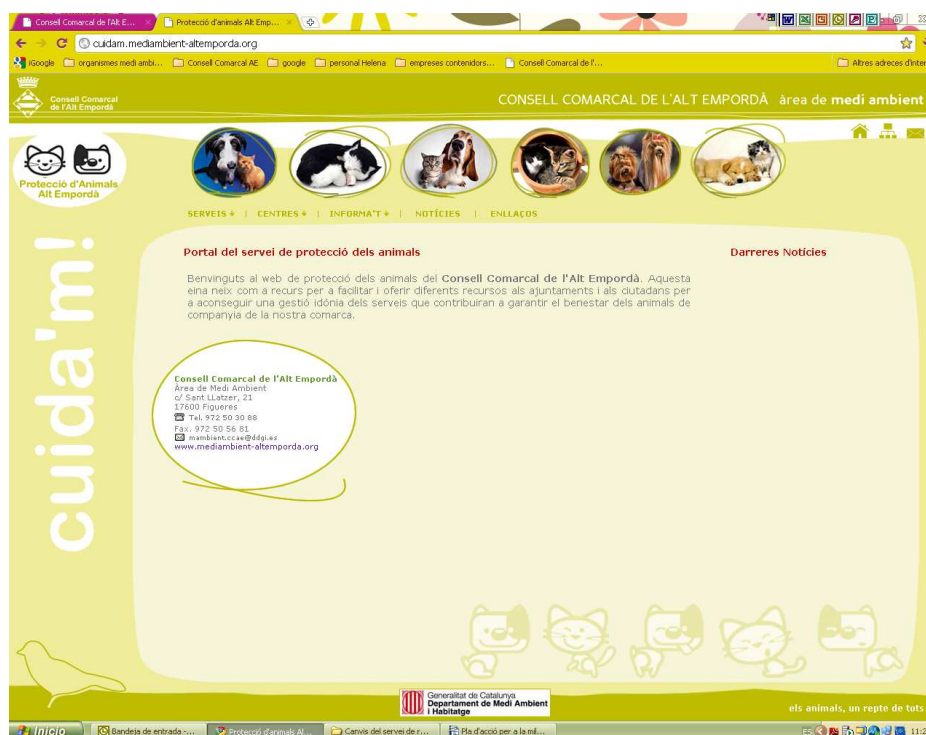 Consell Comarcal de l'Alt E...
Protecció d'animals Alt Emp...
cuidam.mediambient-altemporda.org
iGoogle
organismes medi ambi...
Consell Comarcal AE
google
personal Helena
empreses contenidors...
Consell Comarcal de l'...
Altres adreces d'inter
Consell Comarcal
de l'Alt Empordà
CONSELL COMARCAL DE L'ALT EMPORDÀ àrea de medi ambient
Protecció d'Animals
Alt Empordà
SERVEIS | CENTRES | INFORMA'T | NOTÍCIES | ENLLAÇOS
cuida'm!
Portal del servei de protecció dels animals
Darreres Notícies
Benvinguts al web de protecció dels animals del Consell Comarcal de l'Alt Empordà. Aquesta
eina neix com a recurs per a facilitar i oferir diferents recursos als ajuntaments i als ciutadans per
a aconseguir una gestió idònia dels serveis que contribuiran a garantir el benestar dels animals de
companyia de la nostra comarca.
Consell Comarcal de l'Alt Empordà
Àrea de Medi Ambient
c/ Sant LLatzer, 21
17600 Figueres
Tel. 972 50 30 88
Fax. 972 50 56 81
mambient.ccae@ddgi.es
www.mediambient-altemporda.org
Generalitat de Catalunya
Departament de Medi Ambient
i Habitatge
els animals, un repte de tots
Inicio
Bandeja de entrada -...
Protecció d'animals Al...
Canvis del servei de r...
Pla d'acció per a la mil...
ES
11:2